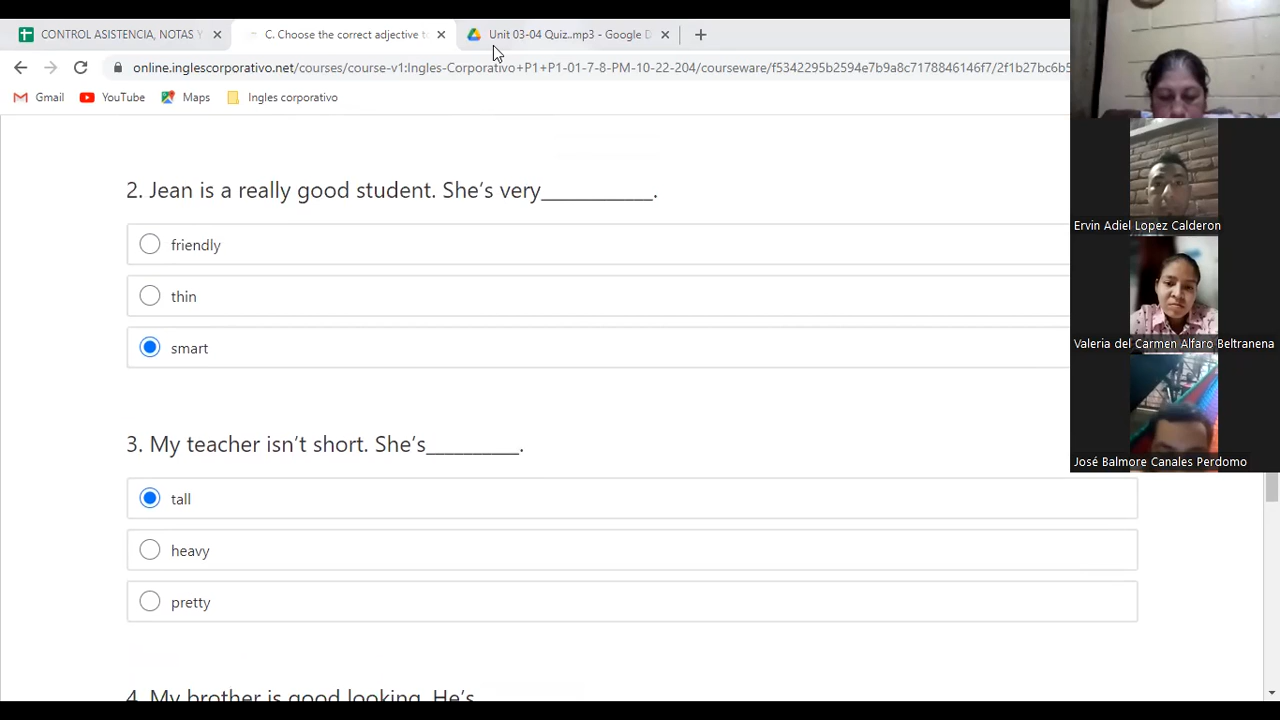 CONTROL ASISTENCIA, NOTAS Y
C. Choose the correct adjective to
Unit 03-04 Quiz..mp3 - Google D
online.inglescorporativo.net/courses/course-v1:Ingles-Corporativo+P1+P1-01-7-8-PM-10-22-204/courseware/f5342295b2594e7b9a8c7178846146f7/2f1b27bc6b5
Gmail
YouTube
Maps
Ingles corporativo
2. Jean is a really good student. She’s very____________.
friendly
thin
smart
3. My teacher isn’t short. She’s__________.
tall
heavy
pretty
4. My brother is good looking. He’s
Ervin Adiel Lopez Calderon
Valeria del Carmen Alfaro Beltranena
José Balmore Canales Perdomo